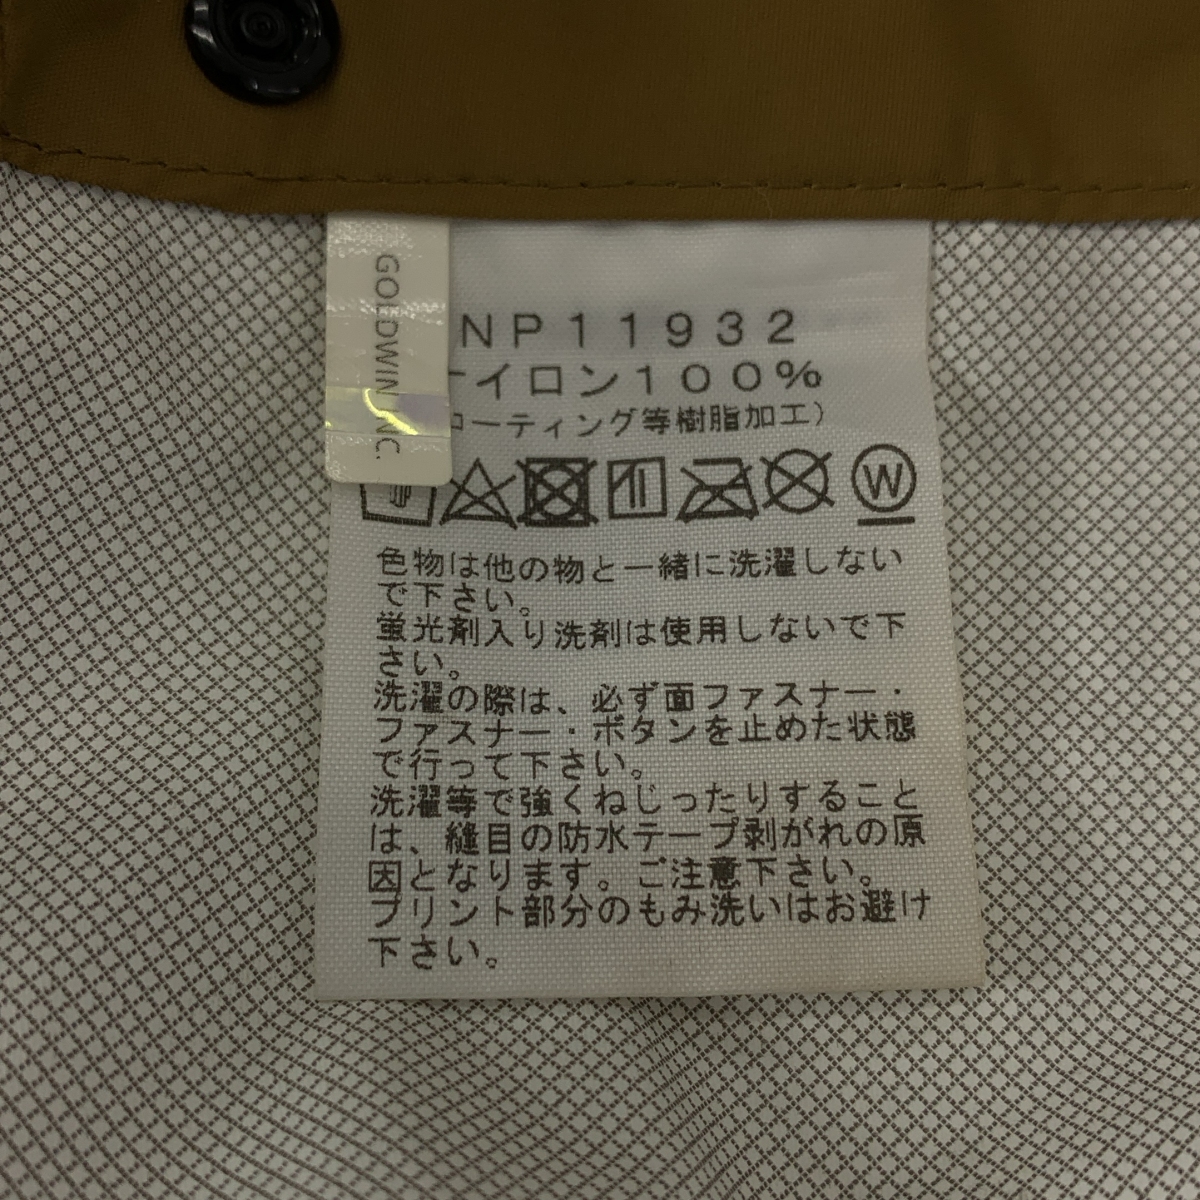 GOLDWIN INC.
NP11932
ナイロン100%
コーティング等樹脂加工）
W
色物は他の物と一緒に洗濯しない
で下さい。
蛍光剤入り洗剤は使用しないで下
さい。
洗濯の際は、必ず面ファスナー・
ファスナー・ボタンを止めた状態
で行って下さい。
洗濯等で強くねじったりすること
は、縫目の防水テープ剥がれの原
因となります。ご注意下さい。
プリント部分のもみ洗いはお避け
下さい。